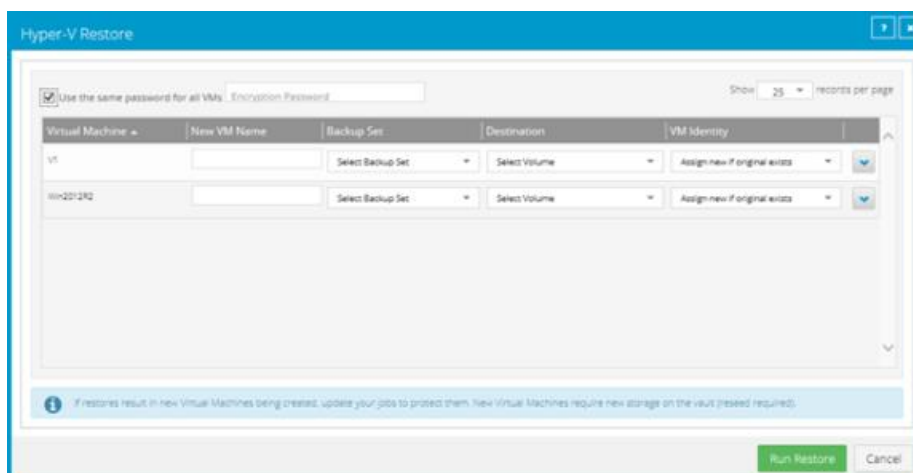 Hyper-V Restore
Use the same password for all VMs Encryption Password Show 25 records per page
Virtual Machine New VM Name Backup Set Destination VM Identity
V1 Select Backup Set Select Volume Assign new if original exists
Win2012R2 Select Backup Set Select Volume Assign new if original exists
If restores result in new Virtual Machines being created, update your jobs to protect them. New Virtual Machines require new storage on the vault (reseed required).
Run Restore Cancel